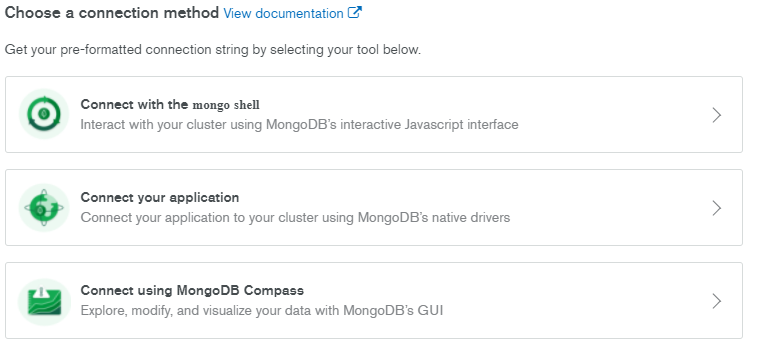 Choose a connection method View documentation
Get your pre-formatted connection string by selecting your tool below.
Connect with the mongo shell
Interact with your cluster using MongoDB's interactive Javascript interface
Connect your application
Connect your application to your cluster using MongoDB's native drivers
Connect using MongoDB Compass
Explore, modify, and visualize your data with MongoDB's GUI